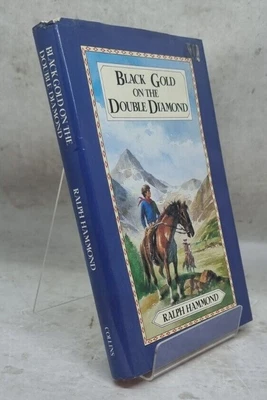 BLACK GOLD
ON THE
DOUBLE DIAMOND
RALPH HAMMOND
BLACK GOLD ON THE
DOUBLE DIAMOND
RALPH HAMMOND
COLLINS